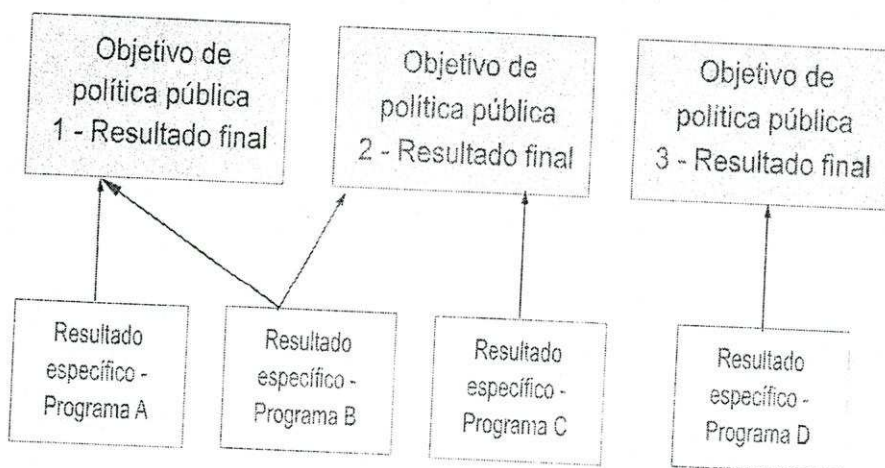 Objetivo de
política pública
1 - Resultado final
Objetivo de
política pública
2 - Resultado final
Objetivo de
política pública
3 - Resultado final
Resultado
específico -
Programa A
Resultado
específico -
Programa B
Resultado
específico -
Programa C
Resultado
específico -
Programa D